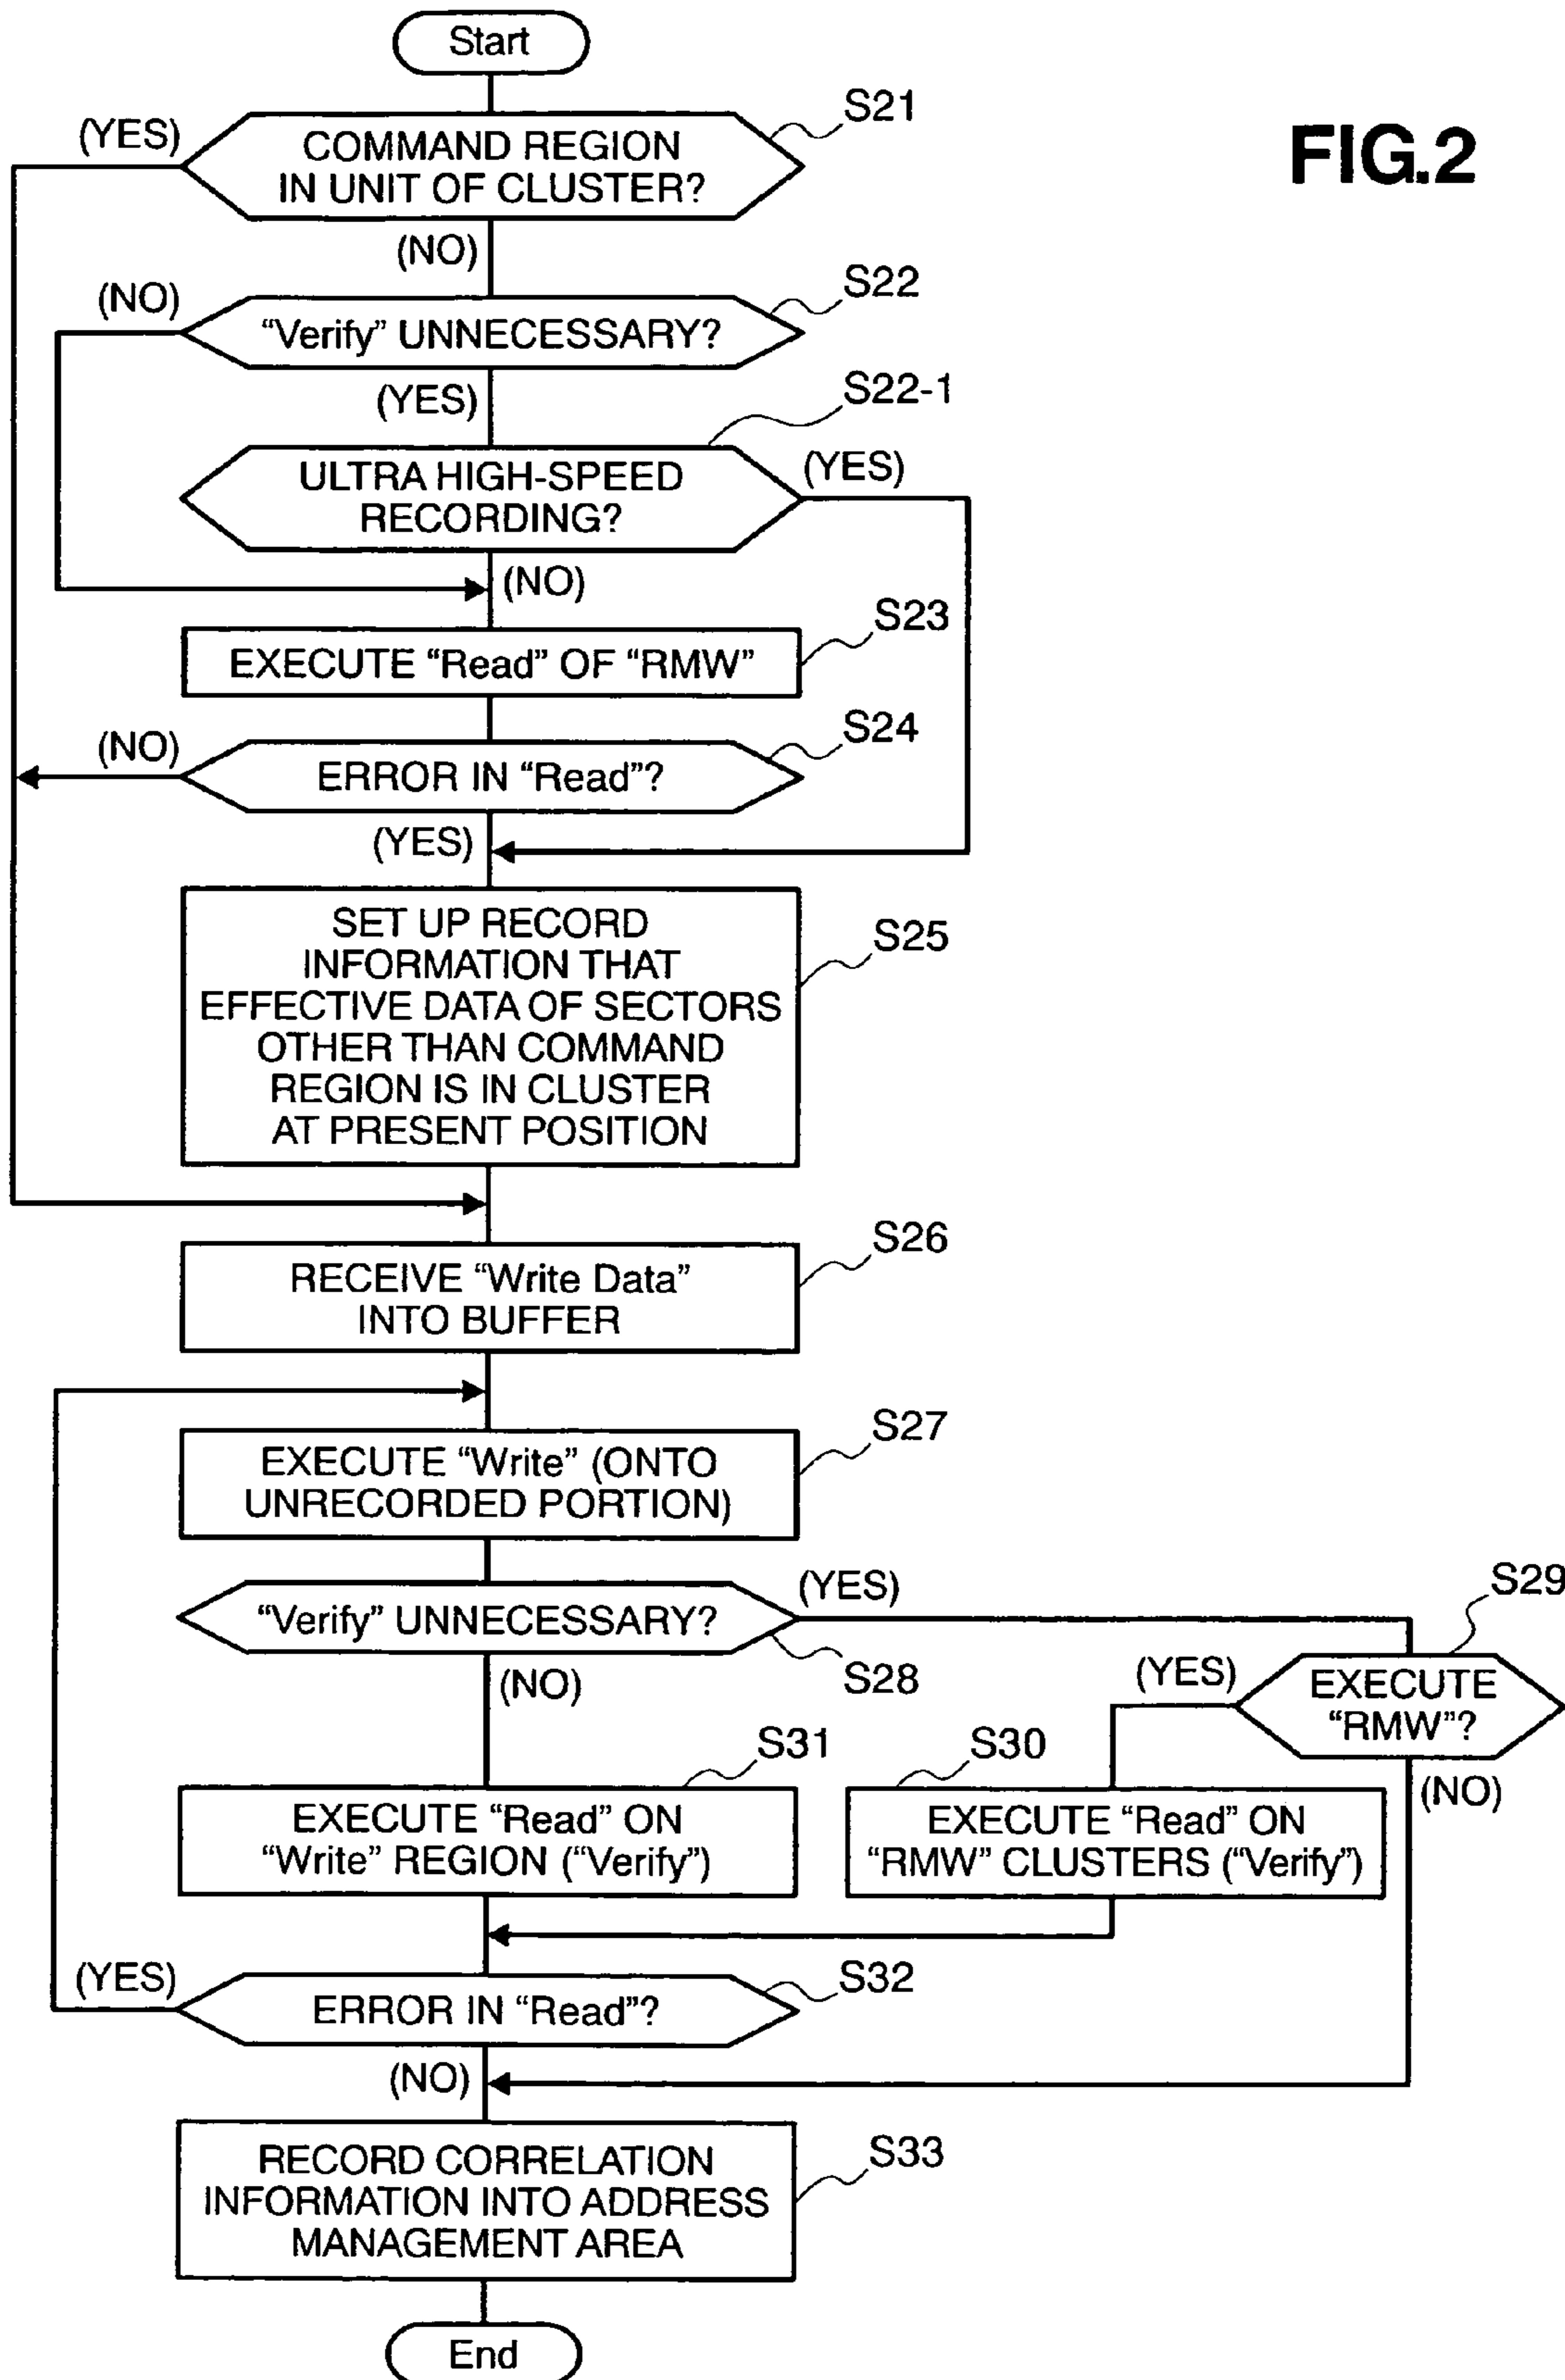 FIG.2
Start
S21
(YES)
COMMAND REGION
IN UNIT OF CLUSTER?
(NO)
S22
(NO)
“Verify” UNNECESSARY?
(YES)
S22-1
ULTRA HIGH-SPEED
RECORDING?
(YES)
(NO)
S23
EXECUTE “Read” OF “RMW”
S24
(NO)
ERROR IN “Read”?
(YES)
S25
SET UP RECORD
INFORMATION THAT
EFFECTIVE DATA OF SECTORS
OTHER THAN COMMAND
REGION IS IN CLUSTER
AT PRESENT POSITION
S26
RECEIVE “Write Data”
INTO BUFFER
S27
EXECUTE “Write” (ONTO
UNRECORDED PORTION)
“Verify” UNNECESSARY?
(YES)
S28
(NO)
S29
EXECUTE
“RMW”?
(YES)
(NO)
S31
EXECUTE “Read” ON
“Write” REGION (“Verify”)
S30
EXECUTE “Read” ON
“RMW” CLUSTERS (“Verify”)
S32
(YES)
ERROR IN “Read”?
(NO)
S33
RECORD CORRELATION
INFORMATION INTO ADDRESS
MANAGEMENT AREA
End